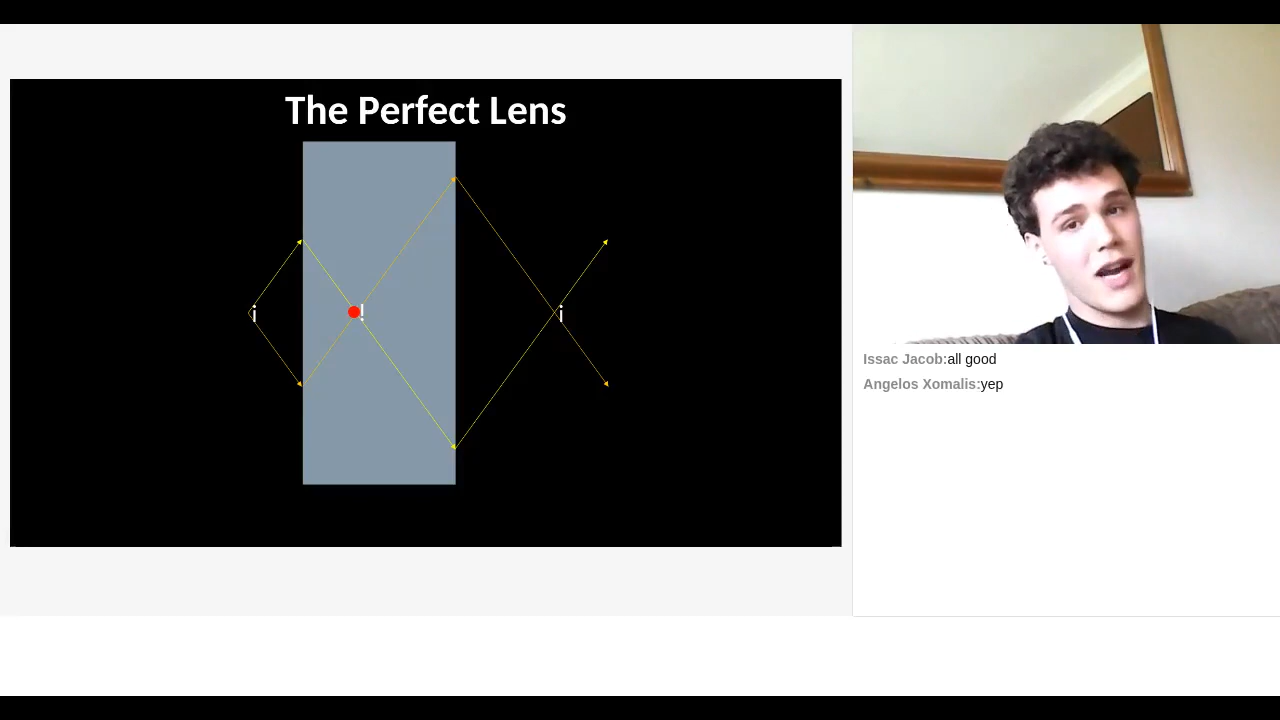 The Perfect Lens
i
!
i
Issac Jacob:all good
Angelos Xomalis:yep